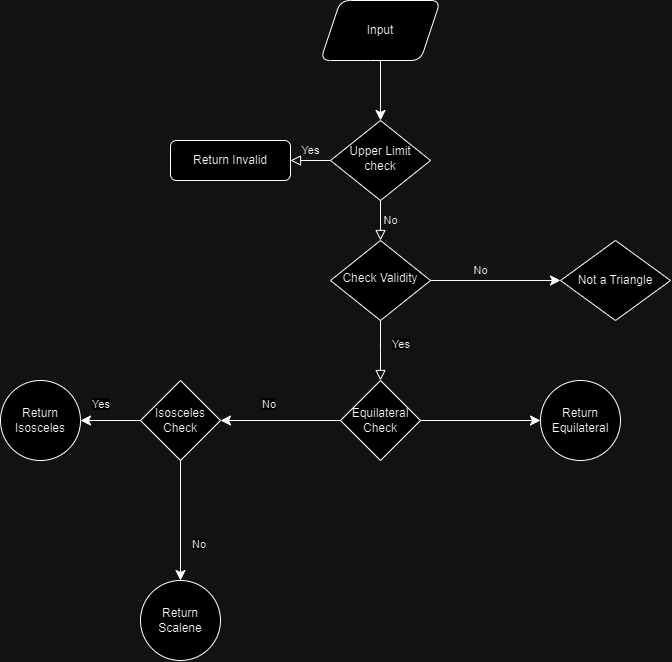 Input
Upper Limit
check
Yes
Return Invalid
No
Check Validity
No
Not a Triangle
Yes
Equilateral
Check
No
Isosceles
Check
Yes
Return
Isosceles
Return
Equilateral
No
Return
Scalene